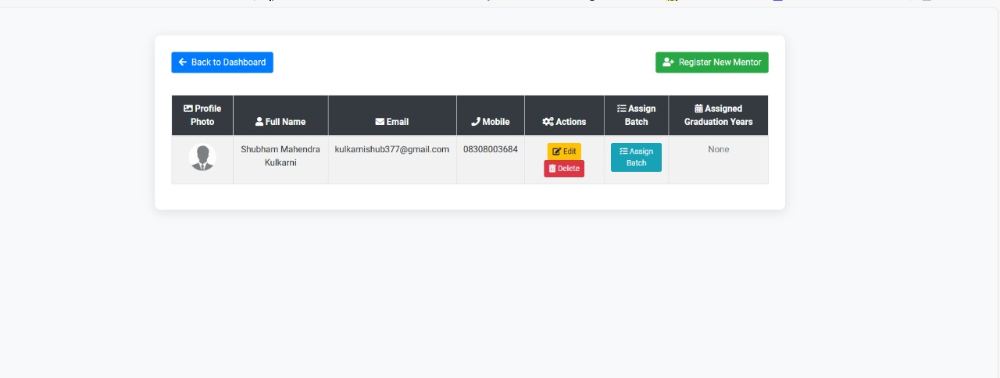 Back to Dashboard
Register New Mentor
Profile
Photo
Full Name
Email
Mobile
Actions
Assign
Batch
Assigned
Graduation Years
Shubham Mahendra
Kulkarni
kulkarnishub377@gmail.com
08308003684
Edit
Delete
Assign
Batch
None